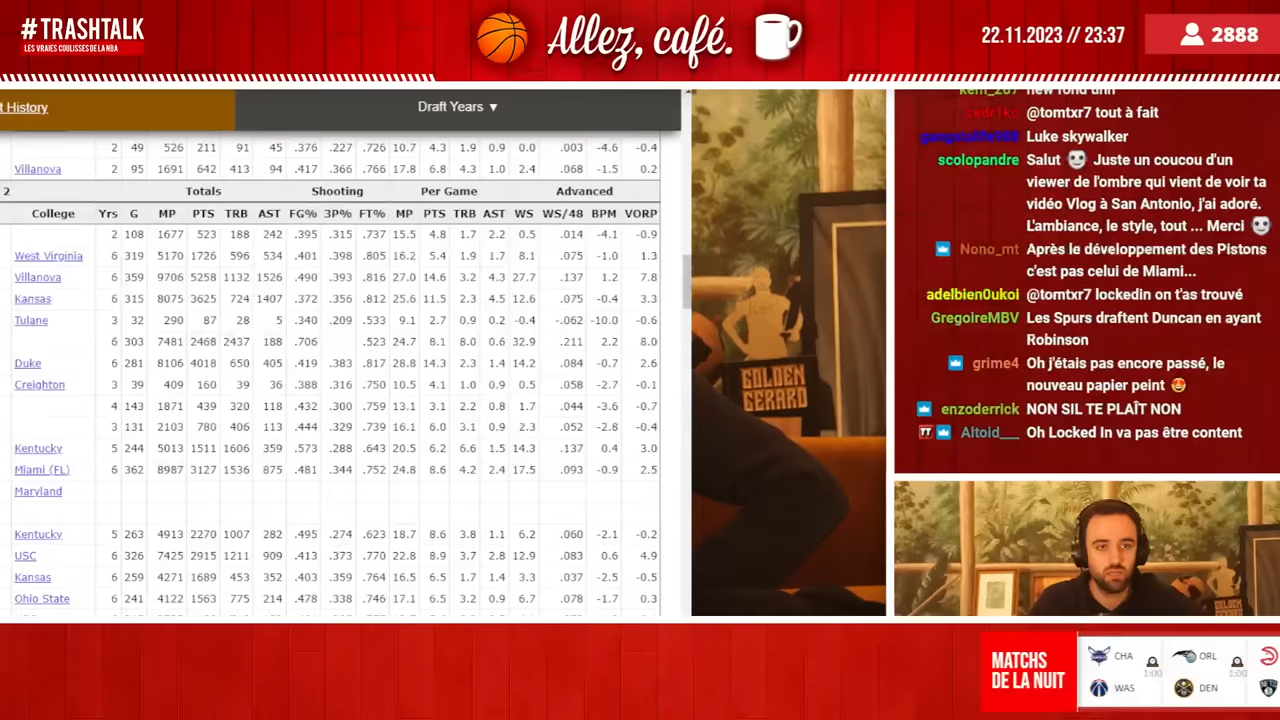 #TRASHTALK
LES VRAIES COULISSES DE LA NBA
Allez, café.
22.11.2023 // 23:37
2888
t History
Draft Years ▼
2 49 526 211 91 45 .376 .227 .726 10.7 4.3 1.9 0.9 0.0 .003 -4.6 -0.4
Villanova 2 95 1691 642 413 94 .417 .366 .766 17.8 6.8 4.3 1.0 2.4 .068 -1.5 0.2
2 Totals Shooting Per Game Advanced
College Yrs G MP PTS TRB AST FG% 3P% FT% MP PTS TRB AST WS WS/48 BPM VORP
2 108 1677 523 188 242 .395 .315 .737 15.5 4.8 1.7 2.2 0.5 .014 -4.1 -0.9
West Virginia 6 319 5170 1726 596 534 .401 .398 .805 16.2 5.4 1.9 1.7 8.1 .075 -1.0 1.3
Villanova 6 359 9706 5258 1132 1526 .490 .393 .816 27.0 14.6 3.2 4.3 27.7 .137 1.2 7.8
Kansas 6 315 8075 3625 724 1407 .372 .356 .812 25.6 11.5 2.3 4.5 12.6 .075 -0.4 3.3
Tulane 3 32 290 87 28 5 .340 .209 .533 9.1 2.7 0.9 0.2 -0.4 -.062 -10.0 -0.6
6 303 7481 2468 2437 188 .706 .523 24.7 8.1 8.0 0.6 32.9 .211 2.2 8.0
Duke 6 281 8106 4018 650 405 .419 .383 .817 28.8 14.3 2.3 1.4 14.2 .084 -0.7 2.6
Creighton 3 39 409 160 39 36 .388 .316 .750 10.5 4.1 1.0 0.9 0.5 .058 -2.7 -0.1
4 143 1871 439 320 118 .432 .300 .759 13.1 3.1 2.2 0.8 1.7 .044 -3.6 -0.7
3 131 2103 780 406 113 .444 .329 .739 16.1 6.0 3.1 0.9 2.3 .052 -2.8 -0.4
Kentucky 5 244 5013 1511 1606 359 .573 .288 .643 20.5 6.2 6.6 1.5 14.3 .137 0.4 3.0
Miami (FL) 6 362 8987 3127 1536 875 .481 .344 .752 24.8 8.6 4.2 2.4 17.5 .093 -0.9 2.5
Maryland
Kentucky 5 263 4913 2270 1007 282 .495 .274 .623 18.7 8.6 3.8 1.1 6.2 .060 -2.1 -0.2
USC 6 326 7425 2915 1211 909 .413 .373 .770 22.8 8.9 3.7 2.8 12.9 .083 0.6 4.9
Kansas 6 259 4271 1689 453 352 .403 .359 .764 16.5 6.5 1.7 1.4 3.3 .037 -2.5 -0.5
Ohio State 6 241 4122 1563 775 214 .478 .338 .746 17.1 6.5 3.2 0.9 6.7 .078 -1.7 0.3
GOLDEN
GERARD
new fond uhh
@tomtxr7 tout à fait
Luke skywalker
scolopandre Salut Juste un coucou d'un
viewer de l'ombre qui vient de voir ta
vidéo Vlog à San Antonio, j'ai adoré.
L'ambiance, le style, tout ... Merci
Nono_mt Après le développement des Pistons
c'est pas celui de Miami...
adelbien0ukoi @tomtxr7 lockedin on t'as trouvé
GregoireMBV Les Spurs draftent Duncan en ayant
Robinson
grime4 Oh j'étais pas encore passé, le
nouveau papier peint 🤩
enzoderrick NON SIL TE PLAÎT NON
TT Altoid___ Oh Locked In va pas être content
MATCHS
DE LA NUIT
CHA 1:00 ORL 1:00
WAS DEN